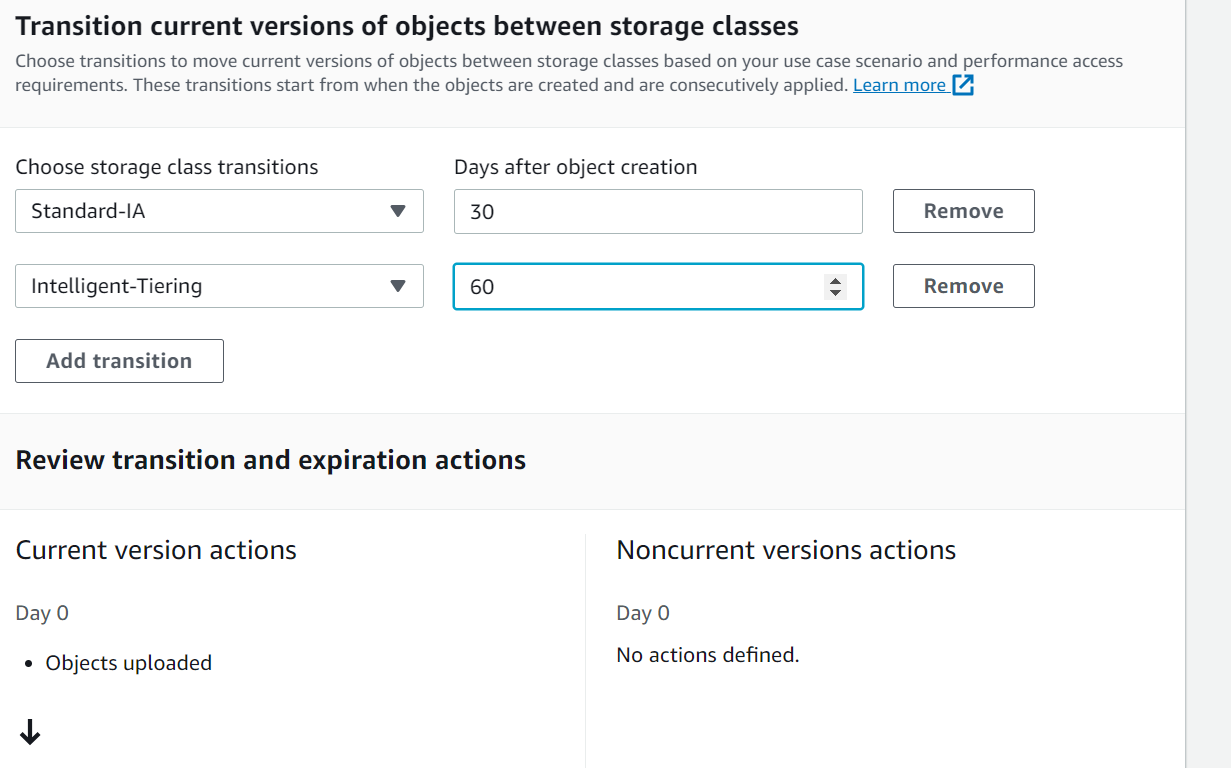 Transition current versions of objects between storage classes
Choose transitions to move current versions of objects between storage classes based on your use case scenario and performance access
requirements. These transitions start from when the objects are created and are consecutively applied. Learn more
Choose storage class transitions
Days after object creation
Standard-IA
30
Remove
Intelligent-Tiering
60
Remove
Add transition
Review transition and expiration actions
Current version actions
Day 0
• Objects uploaded
Noncurrent versions actions
Day 0
No actions defined.